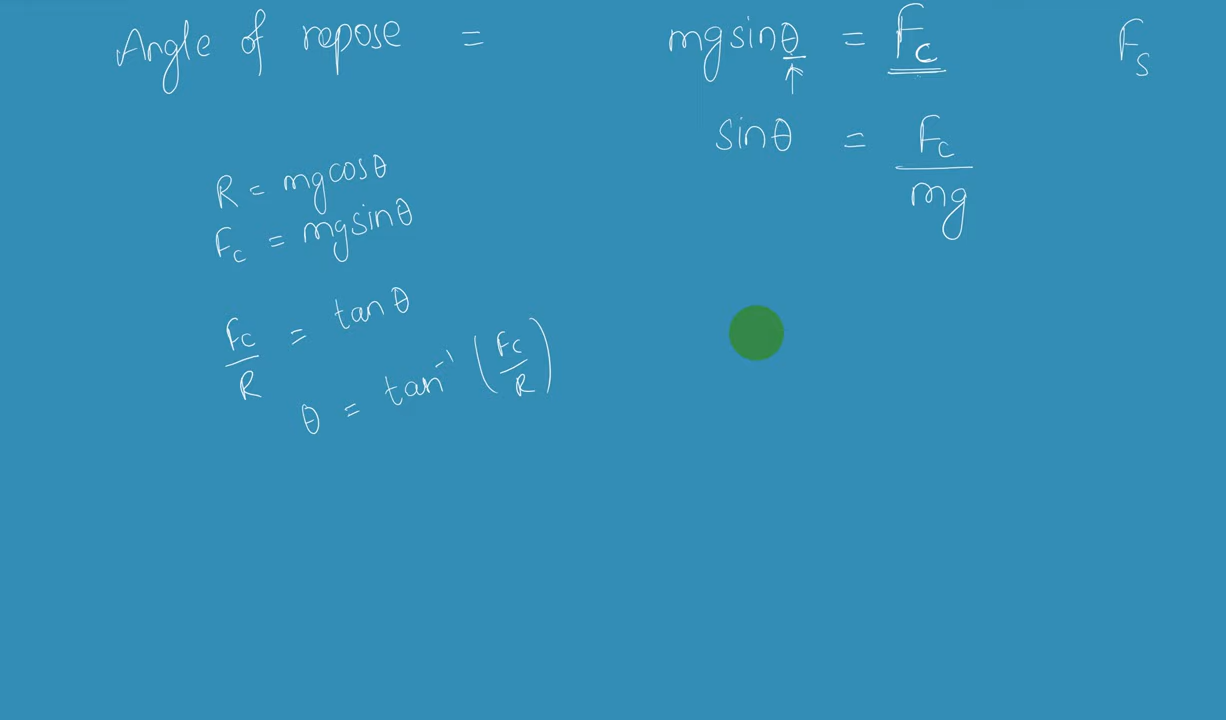 Angle of repose = mgsinθ = Fc Fs
sinθ = Fc/mg
R = mgcosθ
Fc = mgsinθ
Fc/R = tanθ
θ = tan⁻¹(Fc/R)